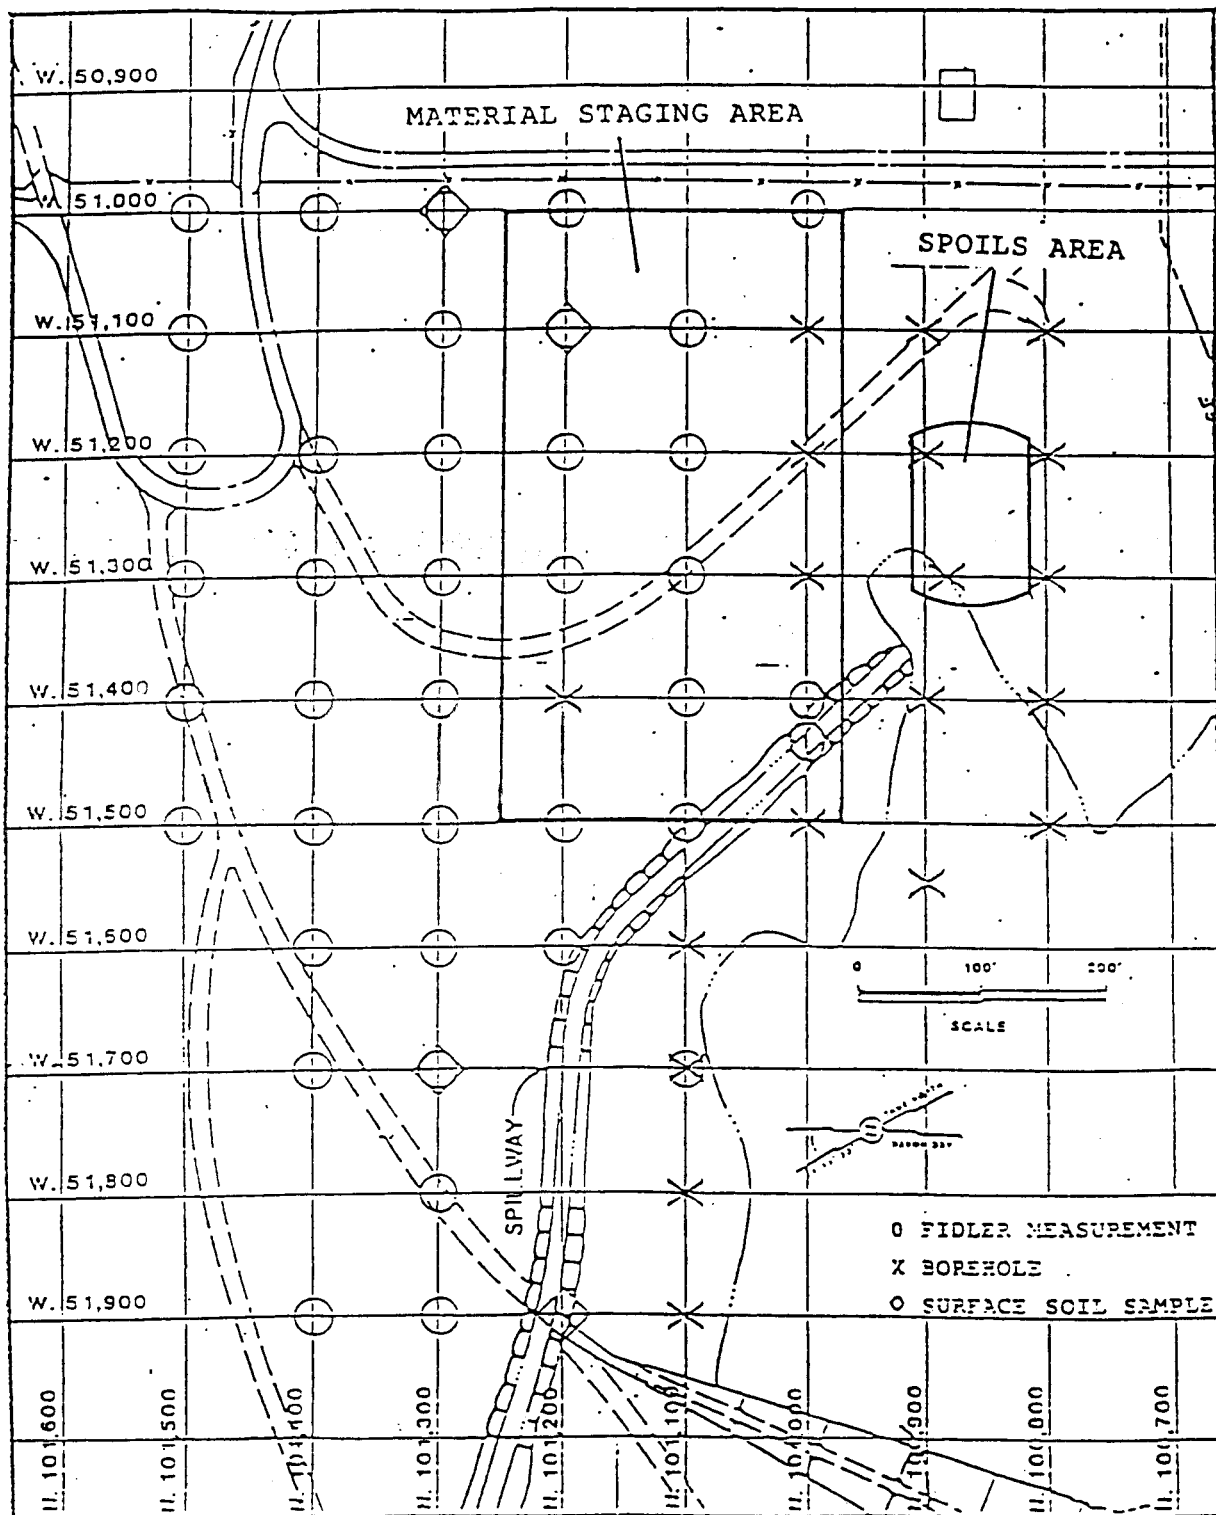 W. 50,900
MATERIAL STAGING AREA
W. 51,000
SPOILS AREA
W. 51,100
W. 51,200
W. 51,300
W. 51,400
W. 51,500
W. 51,600
0 100' 200'
SCALE
W. 51,700
SPILLWAY
W. 51,800
O FIDLER MEASUREMENT
X BOREHOLE
O SURFACE SOIL SAMPLE
W. 51,900
N. 101,600
N. 101,500
N. 101,400
N. 101,300
N. 101,200
N. 101,100
N. 101,000
N. 100,900
N. 100,800
N. 100,700